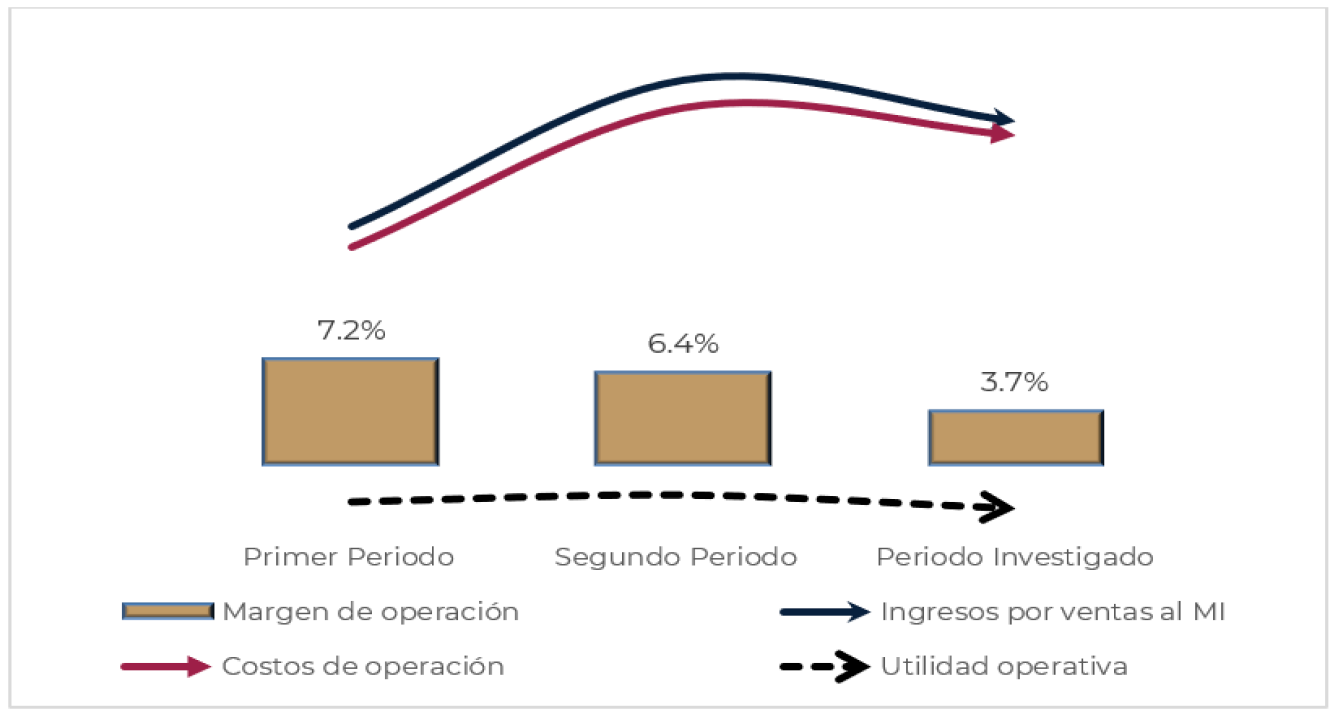 7.2%
6.4%
3.7%
Primer Periodo
Segundo Periodo
Periodo Investigado
Margen de operación
Ingresos por ventas al MI
Costos de operación
Utilidad operativa